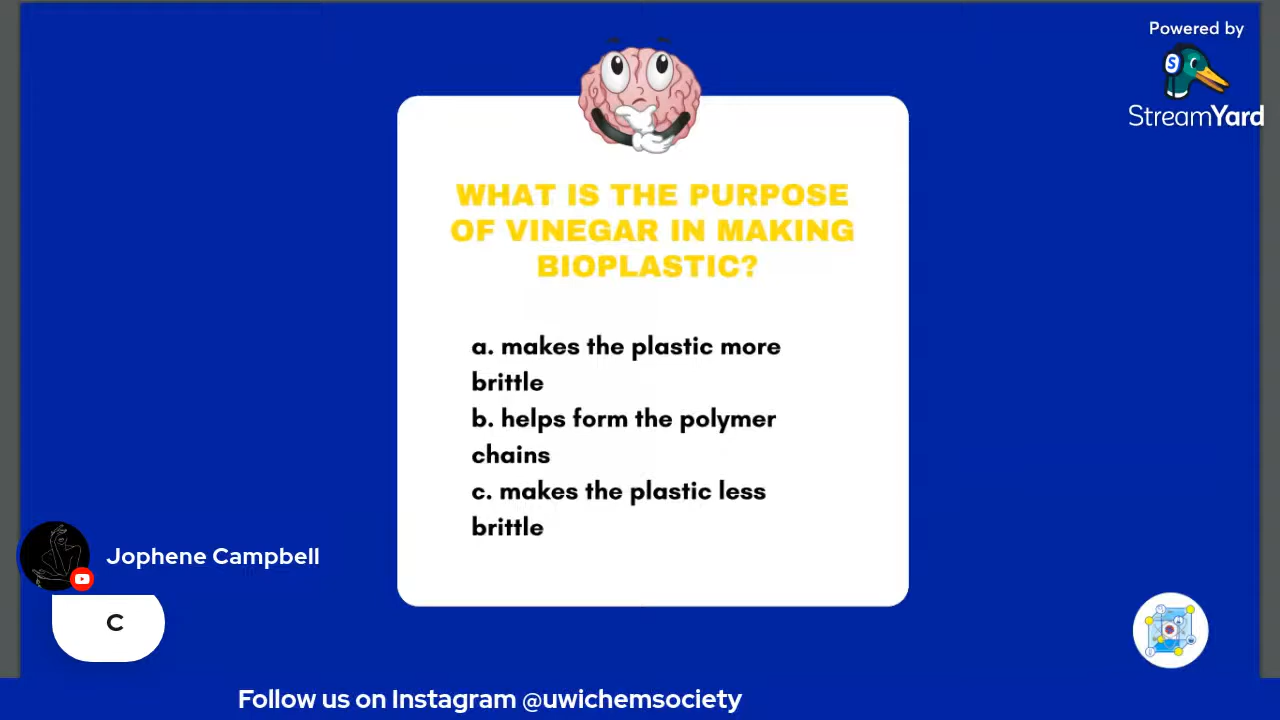 Powered by
StreamYard
WHAT IS THE PURPOSE
OF VINEGAR IN MAKING
BIOPLASTIC?
a. makes the plastic more
brittle
b. helps form the polymer
chains
c. makes the plastic less
brittle
Jophene Campbell
C
Follow us on Instagram @uwichemsociety